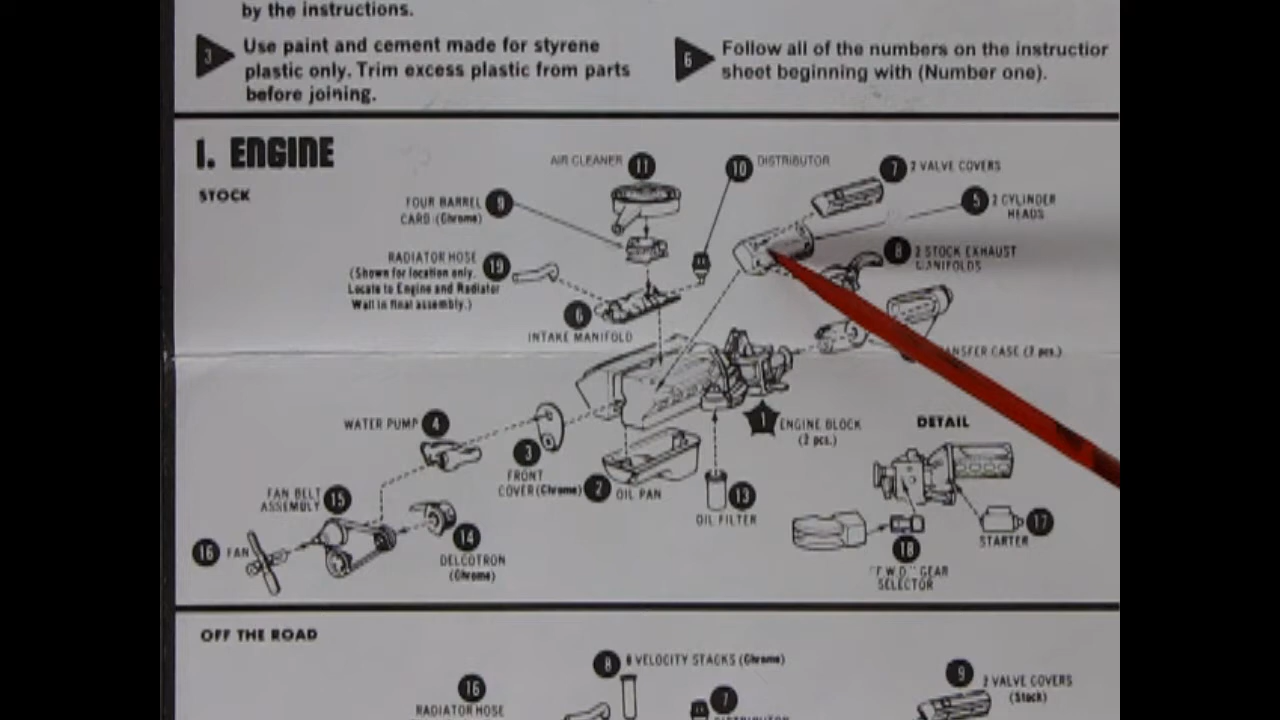 by the instructions.
3
Use paint and cement made for styrene
plastic only. Trim excess plastic from parts
before joining.
6
Follow all of the numbers on the instructior
sheet beginning with (Number one).
1. ENGINE
STOCK
AIR CLEANER 11
10 DISTRIBUTOR
7 2 VALVE COVERS
FOUR BARREL
CARD (Chrome)
9
5 2 CYLINDER
HEADS
RADIATOR HOSE
(Shown for location only.
Locate to Engine and Radiator
Wall in final assembly.)
19
8 2 STOCK EXHAUST
MANIFOLDS
6
INTAKE MANIFOLD
ANSFER CASE (2 pcs.)
WATER PUMP 4
1 ENGINE BLOCK
(2 pcs.)
DETAIL
3
FRONT
COVER (Chrome)
2 OIL PAN
13
OIL FILTER
FAN BELT
ASSEMBLY 15
14
DELCOTRON
(Chrome)
16 FAN
17
STARTER
18
"F.W.D." GEAR
SELECTOR
OFF THE ROAD
8 8 VELOCITY STACKS (Chrome)
16
RADIATOR HOSE
7
DISTRIBUTOR
9 2 VALVE COVERS
(Stock)